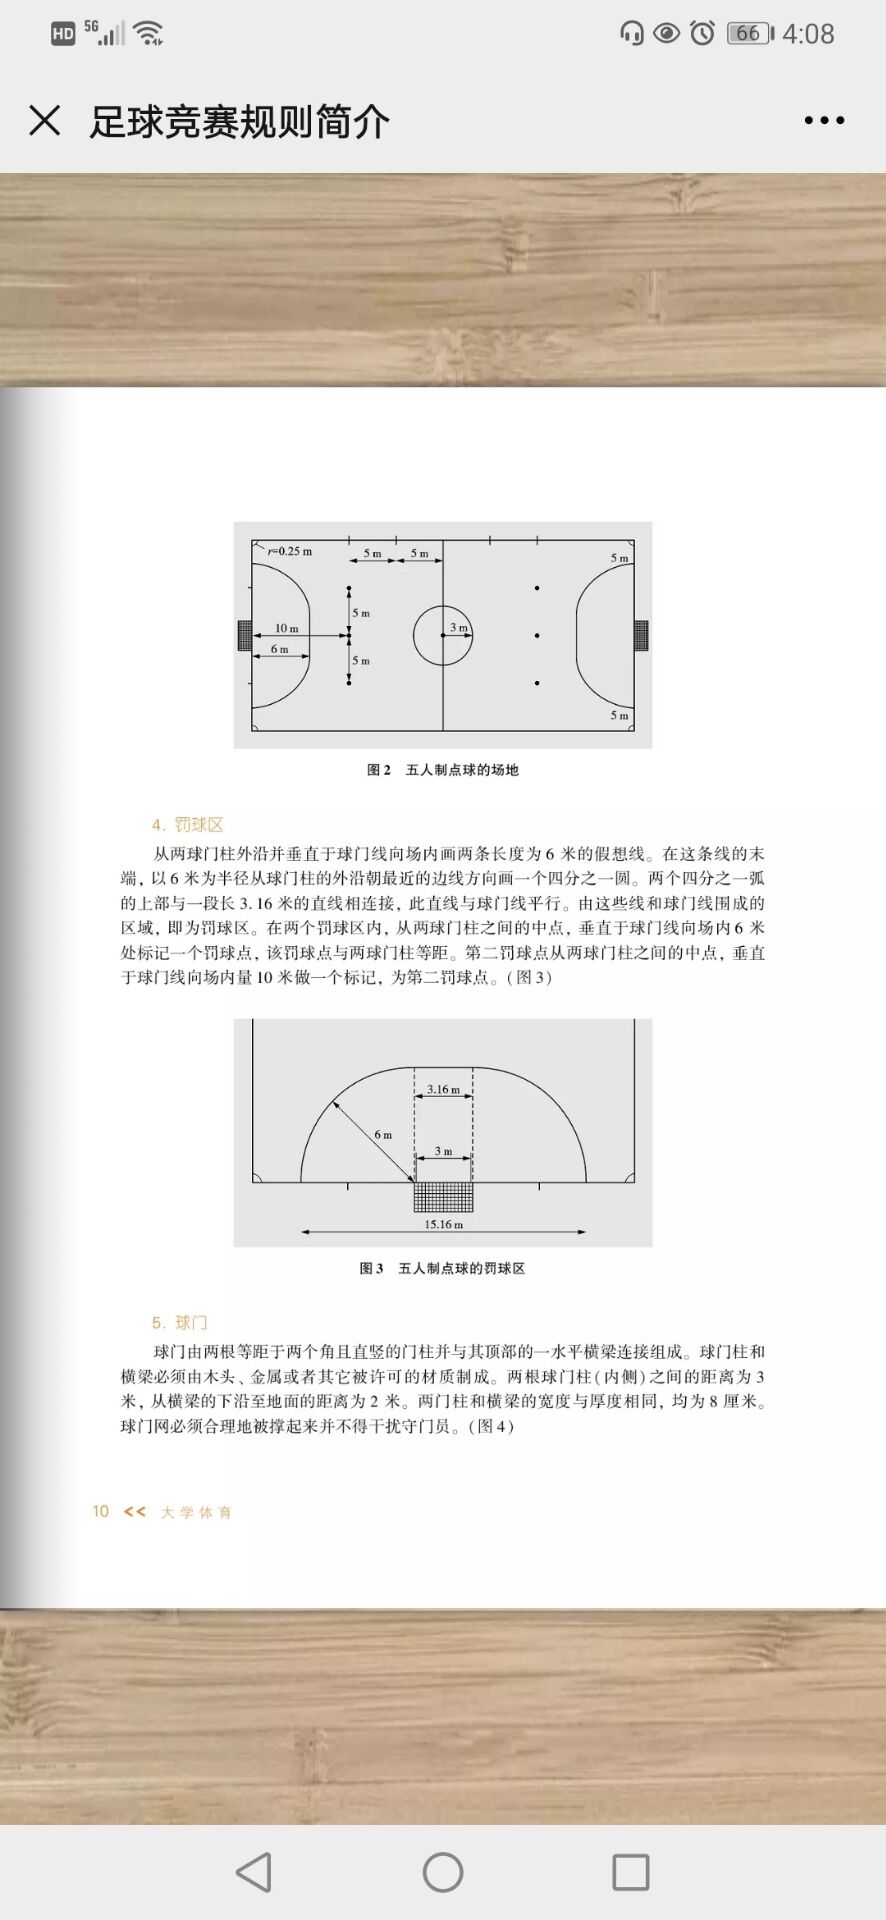 HD 5G 66 4:08
足球竞赛规则简介
r=0.25 m
5 m 5 m
5 m
5 m
10 m
3 m
6 m
5 m
5 m
图2 五人制点球的场地
4. 罚球区
从两球门柱外沿并垂直于球门线向场内画两条长度为 6 米的假想线。在这条线的末
端，以 6 米为半径从球门柱的外沿朝最近的边线方向画一个四分之一圆。两个四分之一弧
的上部与一段长 3.16 米的直线相连接，此直线与球门线平行。由这些线和球门线围成的
区域，即为罚球区。在两个罚球区内，从两球门柱之间的中点，垂直于球门线向场内 6 米
处标记一个罚球点，该罚球点与两球门柱等距。第二罚球点从两球门柱之间的中点，垂直
于球门线向场内量 10 米做一个标记，为第二罚球点。(图 3)
3.16 m
6 m
3 m
15.16 m
图3 五人制点球的罚球区
5. 球门
球门由两根等距于两个角且直竖的门柱并与其顶部的一水平横梁连接组成。球门柱和
横梁必须由木头、金属或者其它被许可的材质制成。两根球门柱(内侧)之间的距离为 3
米，从横梁的下沿至地面的距离为 2 米。两门柱和横梁的宽度与厚度相同，均为 8 厘米。
球门网必须合理地被撑起来并不得干扰守门员。(图 4)
10 << 大学体育